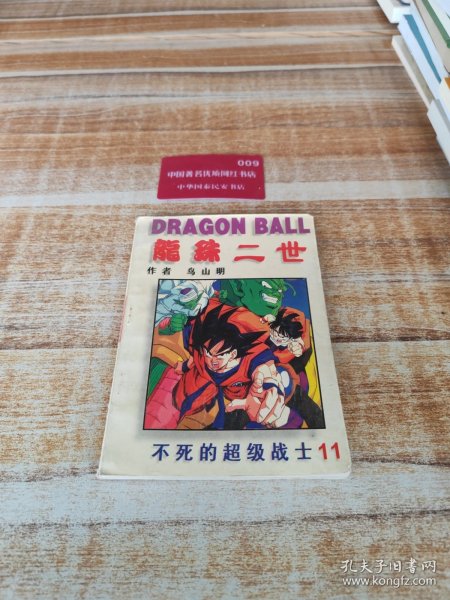 009
中国著名优场网红书店
中华国泰民安书店
DRAGON BALL
龍珠二世
作者 鸟山明
不死的超级战士 11
孔夫子旧书网
www.kongfz.com